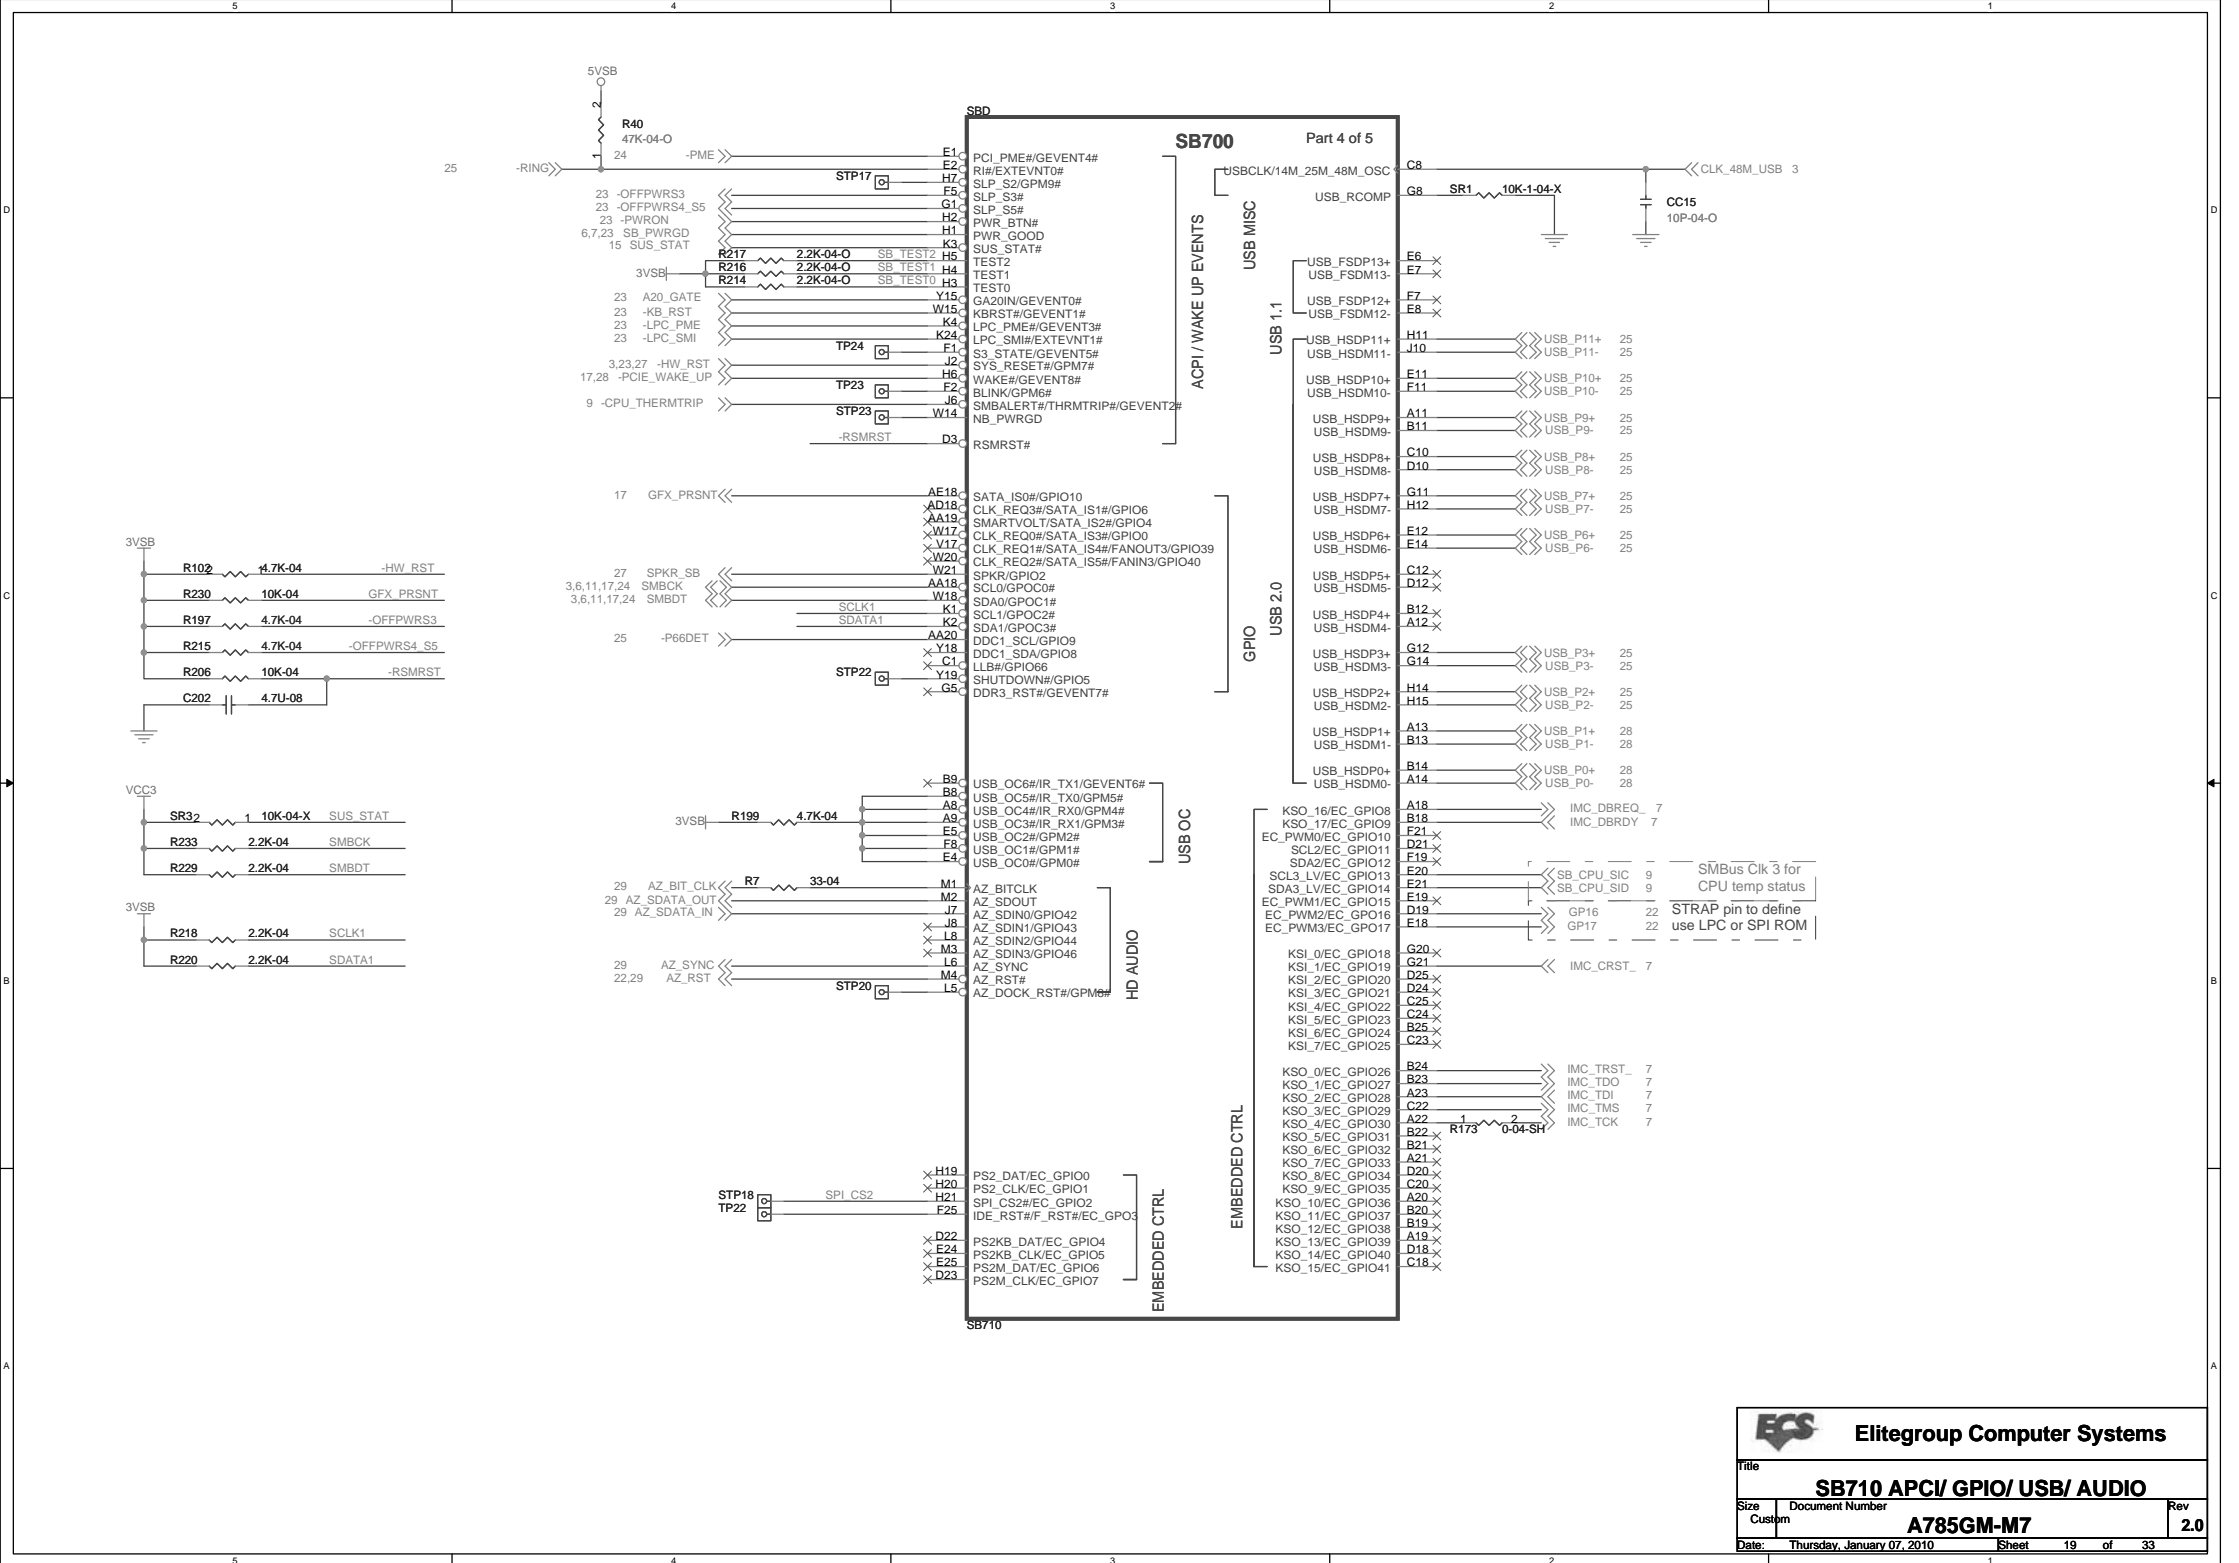 5 4 3 2 1
5VSB
2
R40
47K-04-O
1
SBD
SB700
Part 4 of 5
24 -PME E1 PCI_PME#/GEVENT4#
25 -RING E2 RI#/EXTEVNT0#
STP17 H7 SLP_S2/GPM9#
23 -OFFPWRS3 F5 SLP_S3#
23 -OFFPWRS4_S5 G1 SLP_S5#
23 -PWRON H2 PWR_BTN#
6,7,23 SB_PWRGD H1 PWR_GOOD
15 SUS_STAT K3 SUS_STAT#
R217 2.2K-04-O SB_TEST2 H5 TEST2
3VSB R216 2.2K-04-O SB_TEST1 H4 TEST1
R214 2.2K-04-O SB_TEST0 H3 TEST0
23 A20_GATE Y15 GA20IN/GEVENT0#
23 -KB_RST W15 KBRST#/GEVENT1#
23 -LPC_PME K4 LPC_PME#/GEVENT3#
23 -LPC_SMI K24 LPC_SMI#/EXTEVNT1#
TP24 F1 S3_STATE/GEVENT5#
3,23,27 -HW_RST J2 SYS_RESET#/GPM7#
17,28 -PCIE_WAKE_UP H6 WAKE#/GEVENT8#
TP23 F2 BLINK/GPM6#
9 -CPU_THERMTRIP J6 SMBALERT#/THRMTRIP#/GEVENT2#
STP23 W14 NB_PWRGD
-RSMRST D3 RSMRST#
ACPI / WAKE UP EVENTS
17 GFX_PRSNT AE18 SATA_IS0#/GPIO10
AD18 CLK_REQ3#/SATA_IS1#/GPIO6
AA19 SMARTVOLT/SATA_IS2#/GPIO4
W17 CLK_REQ0#/SATA_IS3#/GPIO0
V17 CLK_REQ1#/SATA_IS4#/FANOUT3/GPIO39
W20 CLK_REQ2#/SATA_IS5#/FANIN3/GPIO40
27 SPKR_SB W21 SPKR/GPIO2
3,6,11,17,24 SMBCK AA18 SCL0/GPOC0#
3,6,11,17,24 SMBDT W18 SDA0/GPOC1#
SCLK1 K1 SCL1/GPOC2#
SDATA1 K2 SDA1/GPOC3#
25 -P66DET AA20 DDC1_SCL/GPIO9
Y18 DDC1_SDA/GPIO8
C1 LLB#/GPIO66
STP22 Y19 SHUTDOWN#/GPIO5
G5 DDR3_RST#/GEVENT7#
GPIO
B9 USB_OC6#/IR_TX1/GEVENT6#
B8 USB_OC5#/IR_TX0/GPM5#
A8 USB_OC4#/IR_RX0/GPM4#
3VSB R199 4.7K-04 A9 USB_OC3#/IR_RX1/GPM3#
E5 USB_OC2#/GPM2#
F8 USB_OC1#/GPM1#
E4 USB_OC0#/GPM0#
USB OC
29 AZ_BIT_CLK R7 33-04 M1 AZ_BITCLK
29 AZ_SDATA_OUT M2 AZ_SDOUT
29 AZ_SDATA_IN J7 AZ_SDIN0/GPIO42
J8 AZ_SDIN1/GPIO43
L8 AZ_SDIN2/GPIO44
M3 AZ_SDIN3/GPIO46
29 AZ_SYNC L6 AZ_SYNC
22,29 AZ_RST M4 AZ_RST#
STP20 L5 AZ_DOCK_RST#/GPM8#
HD AUDIO
H19 PS2_DAT/EC_GPIO0
H20 PS2_CLK/EC_GPIO1
STP18 SPI_CS2 H21 SPI_CS2#/EC_GPIO2
TP22 F25 IDE_RST#/F_RST#/EC_GPO3
D22 PS2KB_DAT/EC_GPIO4
E24 PS2KB_CLK/EC_GPIO5
E25 PS2M_DAT/EC_GPIO6
D23 PS2M_CLK/EC_GPIO7
EMBEDDED CTRL
SB710
USBCLK/14M_25M_48M_OSC C8 CLK_48M_USB 3
USB_RCOMP G8 SR1 10K-1-04-X
CC15
10P-04-O
USB MISC
USB_FSDP13+ E6
USB_FSDM13- E7
USB_FSDP12+ F7
USB_FSDM12- E8
USB 1.1
USB_HSDP11+ H11 USB_P11+ 25
USB_HSDM11- J10 USB_P11- 25
USB_HSDP10+ E11 USB_P10+ 25
USB_HSDM10- F11 USB_P10- 25
USB_HSDP9+ A11 USB_P9+ 25
USB_HSDM9- B11 USB_P9- 25
USB_HSDP8+ C10 USB_P8+ 25
USB_HSDM8- D10 USB_P8- 25
USB_HSDP7+ G11 USB_P7+ 25
USB_HSDM7- H12 USB_P7- 25
USB_HSDP6+ E12 USB_P6+ 25
USB_HSDM6- E14 USB_P6- 25
USB_HSDP5+ C12
USB_HSDM5- D12
USB_HSDP4+ B12
USB_HSDM4- A12
USB_HSDP3+ G12 USB_P3+ 25
USB_HSDM3- G14 USB_P3- 25
USB_HSDP2+ H14 USB_P2+ 25
USB_HSDM2- H15 USB_P2- 25
USB_HSDP1+ A13 USB_P1+ 28
USB_HSDM1- B13 USB_P1- 28
USB_HSDP0+ B14 USB_P0+ 28
USB_HSDM0- A14 USB_P0- 28
USB 2.0
KSO_16/EC_GPIO8 A18 IMC_DBREQ_ 7
KSO_17/EC_GPIO9 B18 IMC_DBRDY 7
EC_PWM0/EC_GPIO10 F21
SCL2/EC_GPIO11 D21
SDA2/EC_GPIO12 F19
SCL3_LV/EC_GPIO13 E20 SB_CPU_SIC 9
SDA3_LV/EC_GPIO14 E21 SB_CPU_SID 9
SMBus Clk 3 for
CPU temp status
EC_PWM1/EC_GPIO15 E19
EC_PWM2/EC_GPO16 D19 GP16 22
EC_PWM3/EC_GPO17 E18 GP17 22
STRAP pin to define
use LPC or SPI ROM
KSI_0/EC_GPIO18 G20
KSI_1/EC_GPIO19 G21 IMC_CRST_ 7
KSI_2/EC_GPIO20 D25
KSI_3/EC_GPIO21 D24
KSI_4/EC_GPIO22 C25
KSI_5/EC_GPIO23 C24
KSI_6/EC_GPIO24 B25
KSI_7/EC_GPIO25 C23
KSO_0/EC_GPIO26 B24 IMC_TRST_ 7
KSO_1/EC_GPIO27 B23 IMC_TDO 7
KSO_2/EC_GPIO28 A23 IMC_TDI 7
KSO_3/EC_GPIO29 C22 IMC_TMS 7
KSO_4/EC_GPIO30 A22 1 2 IMC_TCK 7
R173 0-04-SH
KSO_5/EC_GPIO31 B22
KSO_6/EC_GPIO32 B21
KSO_7/EC_GPIO33 A21
KSO_8/EC_GPIO34 D20
KSO_9/EC_GPIO35 C20
KSO_10/EC_GPIO36 A20
KSO_11/EC_GPIO37 B20
KSO_12/EC_GPIO38 B19
KSO_13/EC_GPIO39 A19
KSO_14/EC_GPIO40 D18
KSO_15/EC_GPIO41 C18
EMBEDDED CTRL
3VSB
R102 2 1 4.7K-04 -HW_RST
R230 10K-04 GFX_PRSNT
R197 4.7K-04 -OFFPWRS3
R215 4.7K-04 -OFFPWRS4_S5
R206 10K-04 -RSMRST
C202 4.7U-08
VCC3
SR3 2 1 10K-04-X SUS_STAT
R233 2.2K-04 SMBCK
R229 2.2K-04 SMBDT
3VSB
R218 2.2K-04 SCLK1
R220 2.2K-04 SDATA1
D D
C C
B B
A A
ECS
Elitegroup Computer Systems
Title
SB710 APCI/ GPIO/ USB/ AUDIO
Size Document Number Rev
Custom A785GM-M7 2.0
Date: Thursday, January 07, 2010 Sheet 19 of 33
5 4 3 2 1